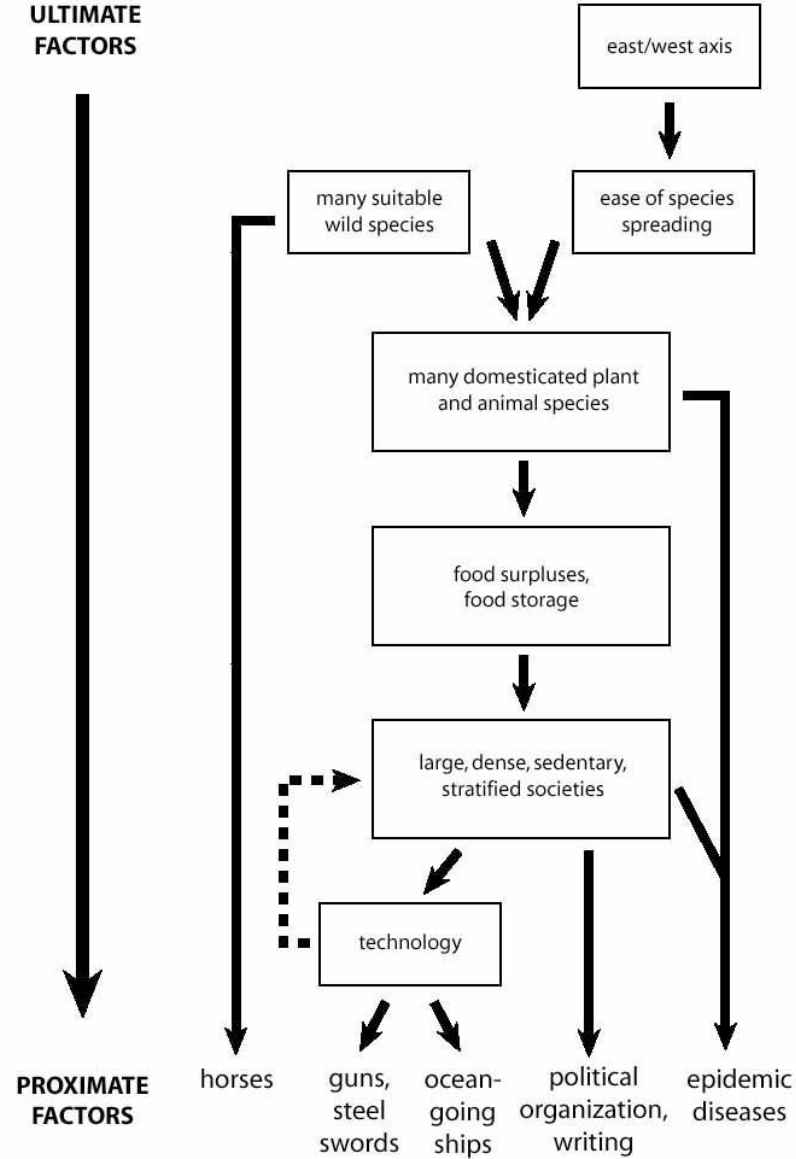 ULTIMATE
FACTORS
east/west axis
many suitable
wild species
ease of species
spreading
many domesticated plant
and animal species
food surpluses,
food storage
large, dense, sedentary,
stratified societies
technology
PROXIMATE
FACTORS
horses
guns,
steel
swords
ocean-
going
ships
political
organization,
writing
epidemic
diseases